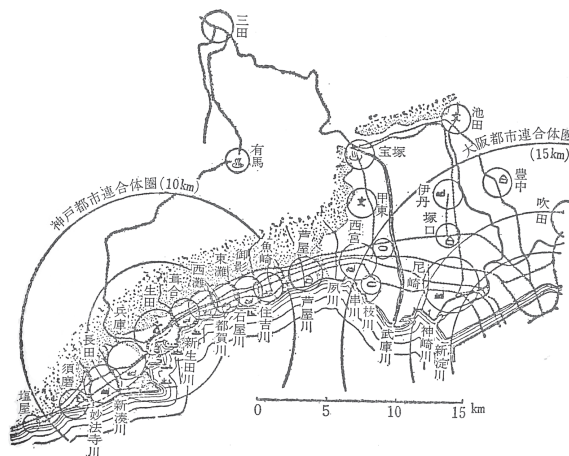 三田
有馬
宝塚
池田
大阪都市連合体圏
(15km)
豊中
伊丹
塚口
吹田
甲東
西宮
尼崎
神戸都市連合体圏(10km)
芦屋
魚崎
御影
東灘
西灘
葺合
生田
兵庫
長田
須磨
塩屋
夙川
芦屋川
住吉川
石屋川
都賀川
新生田川
新湊川
妙法寺川
枝川
武庫川
神崎川
新淀川
0 5 10 15 km